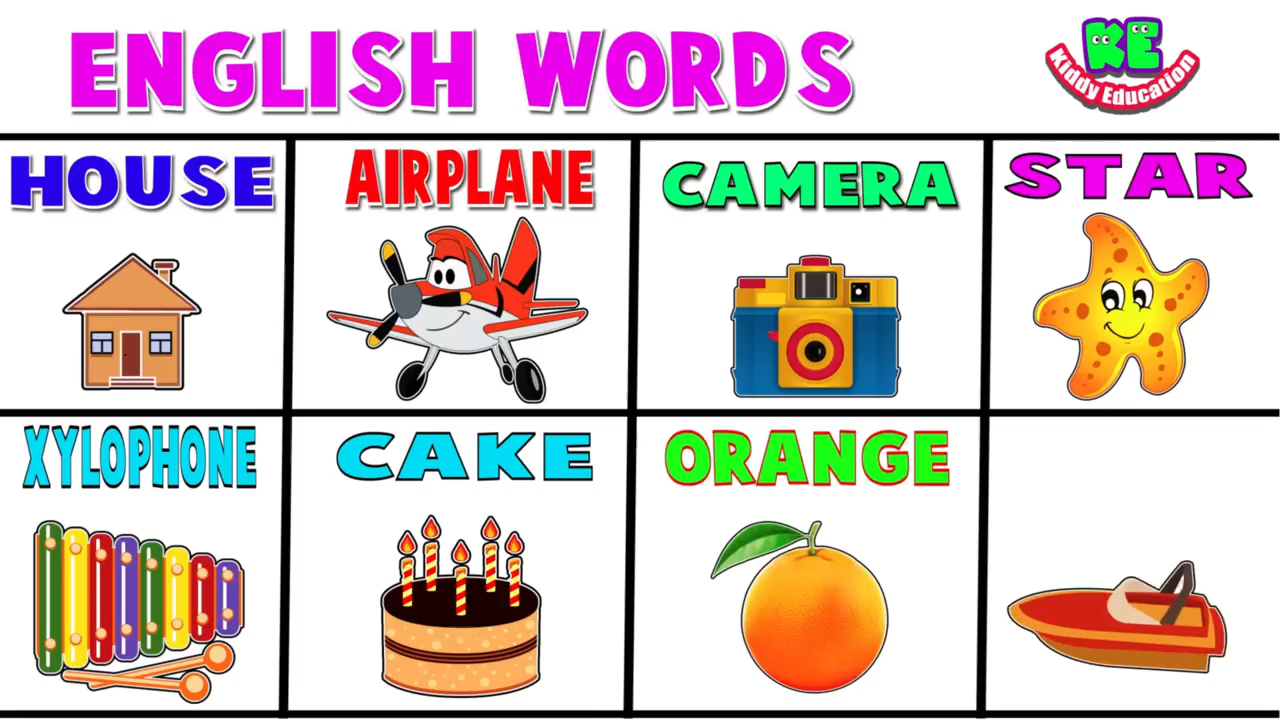 ENGLISH WORDS
KE
Kiddy Education
HOUSE
AIRPLANE
CAMERA
STAR
XYLOPHONE
CAKE
ORANGE